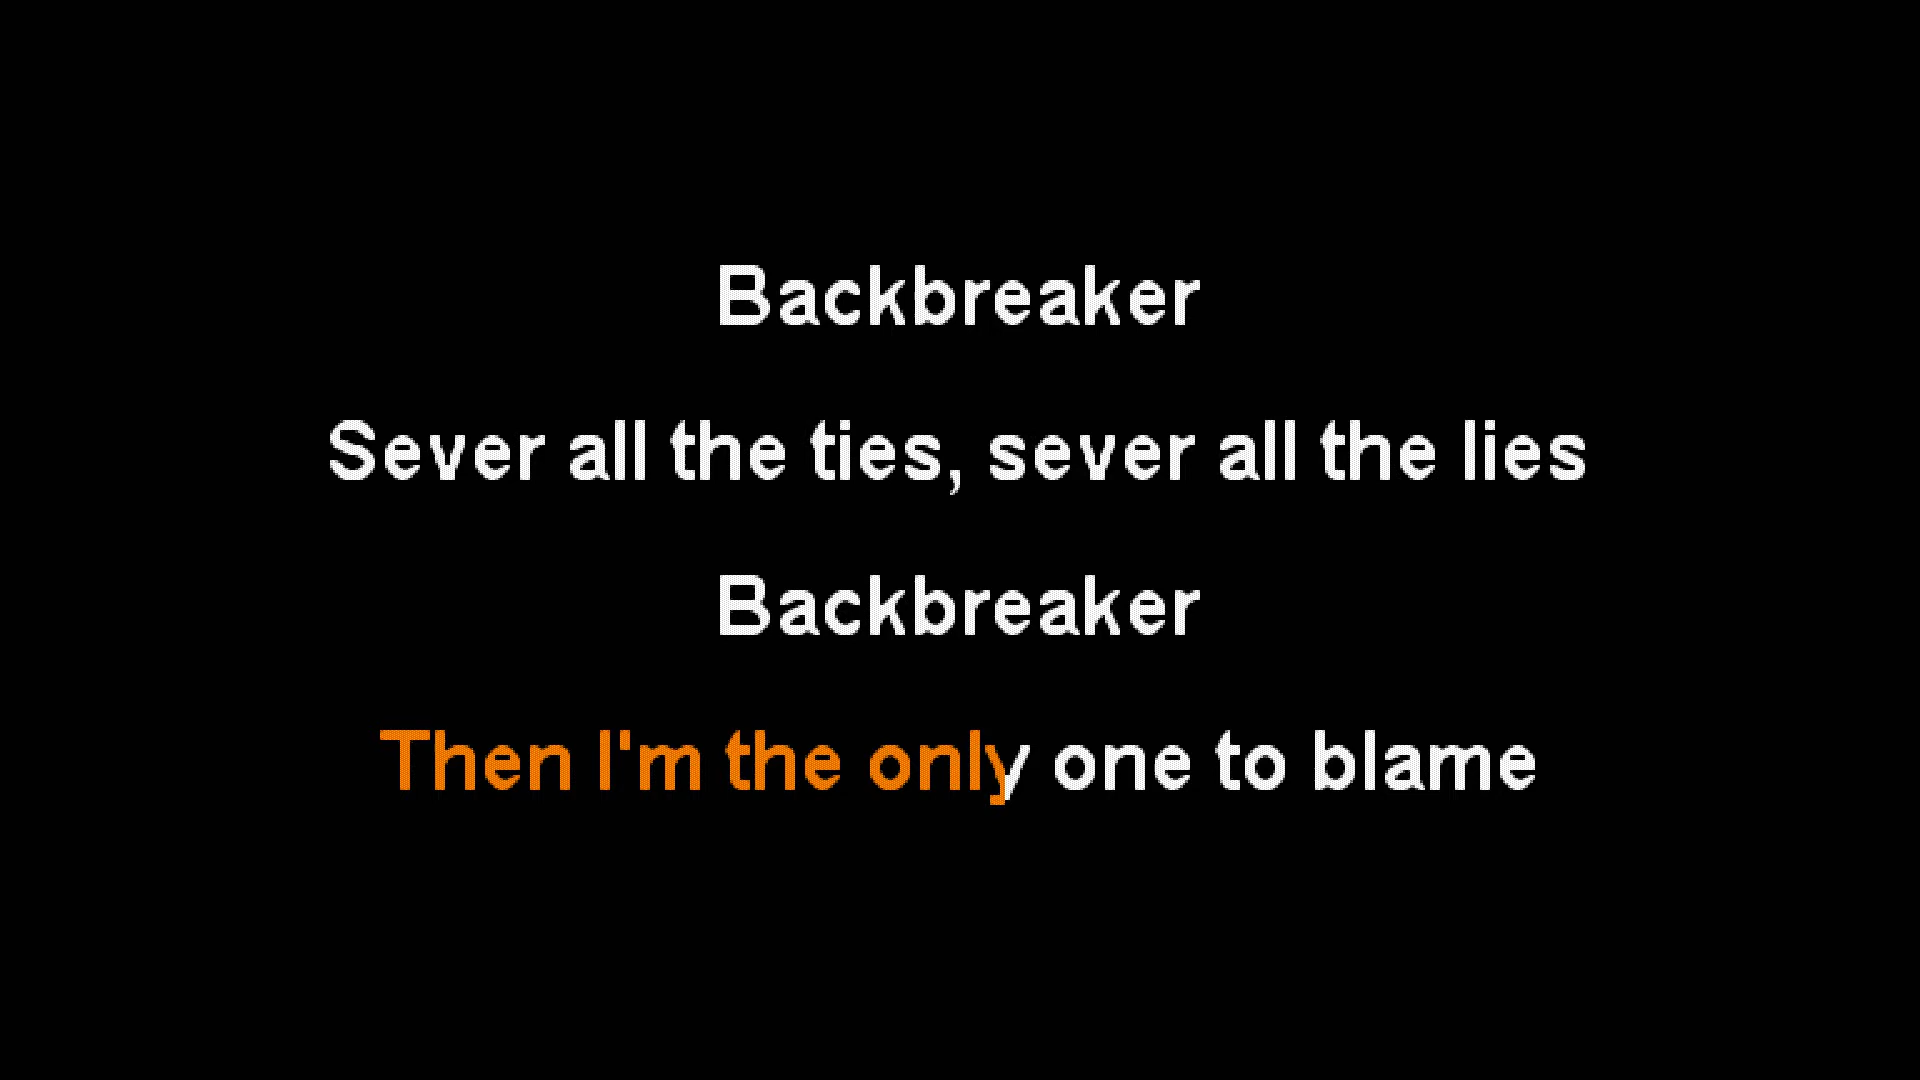 Backbreaker
Sever all the ties, sever all the lies
Backbreaker
Then I'm the only one to blame